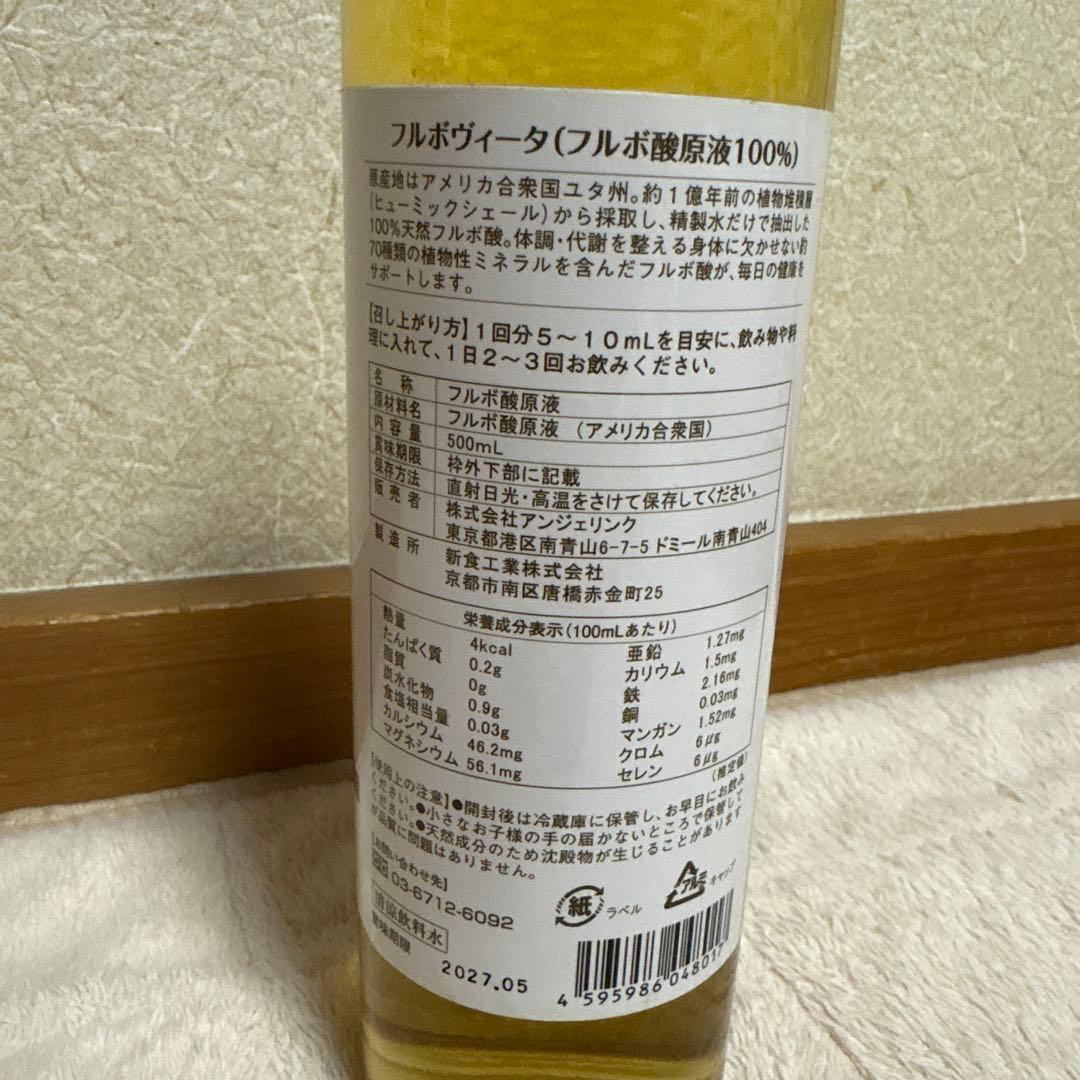 フルボヴィータ(フルボ酸原液100%)
原産地はアメリカ合衆国ユタ州。約1億年前の植物堆積層
(ヒューミックシェール)から採取し、精製水だけで抽出した
100%天然フルボ酸。体調・代謝を整える身体に欠かせない約
70種類の植物性ミネラルを含んだフルボ酸が、毎日の健康を
サポートします。
【召し上がり方】1回分5〜10mLを目安に、飲み物や料
理に入れて、1日2〜3回お飲みください。
名称 フルボ酸原液
原材料名 フルボ酸原液 (アメリカ合衆国)
内容量 500mL
賞味期限 枠外下部に記載
保存方法 直射日光・高温をさけて保存してください。
販売者 株式会社アンジェリンク
東京都港区南青山6-7-5ドミール南青山404
製造所 新食工業株式会社
京都市南区唐橋赤金町25
栄養成分表示(100mLあたり)
熱量 4kcal
たんぱく質 0.2g
脂質 0g
炭水化物 0.9g
食塩相当量 0.03g
カルシウム 46.2mg
マグネシウム 56.1mg
亜鉛 1.27mg
カリウム 1.5mg
鉄 2.16mg
銅 0.03mg
マンガン 1.52mg
クロム 6μg
セレン 6μg
(推定値)
【使用上の注意】●開封後は冷蔵庫に保管し、お早目にお飲み
ください。●小さなお子様の手の届かないところで保管して
ください。●天然成分のため沈殿物が生じることがあります
が品質に問題はありません。
【お問い合わせ先】
03-6712-6092
清涼飲料水
賞味期限
2027.05
紙 ラベル
アルミ キャップ
4 595986 048017